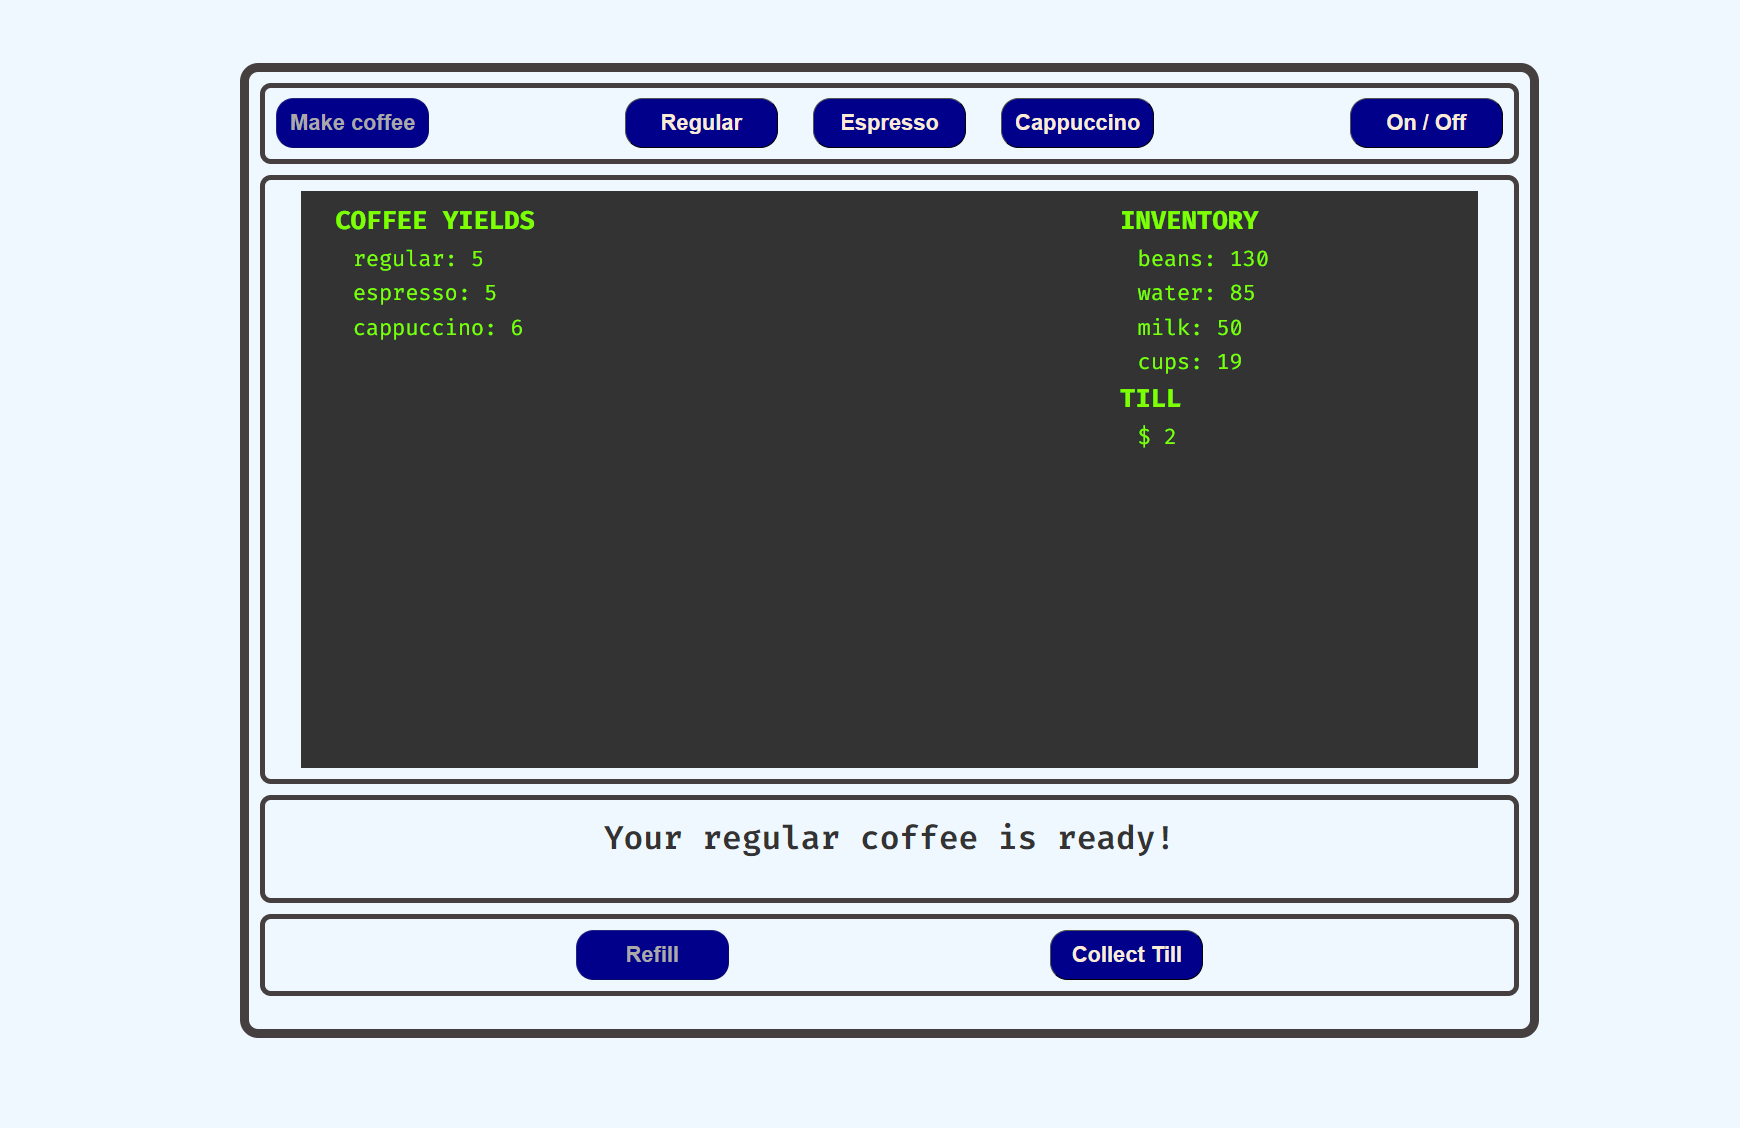 Make coffee
Regular
Espresso
Cappuccino
On / Off
COFFEE YIELDS
regular: 5
espresso: 5
cappuccino: 6
INVENTORY
beans: 130
water: 85
milk: 50
cups: 19
TILL
$ 2
Your regular coffee is ready!
Refill
Collect Till